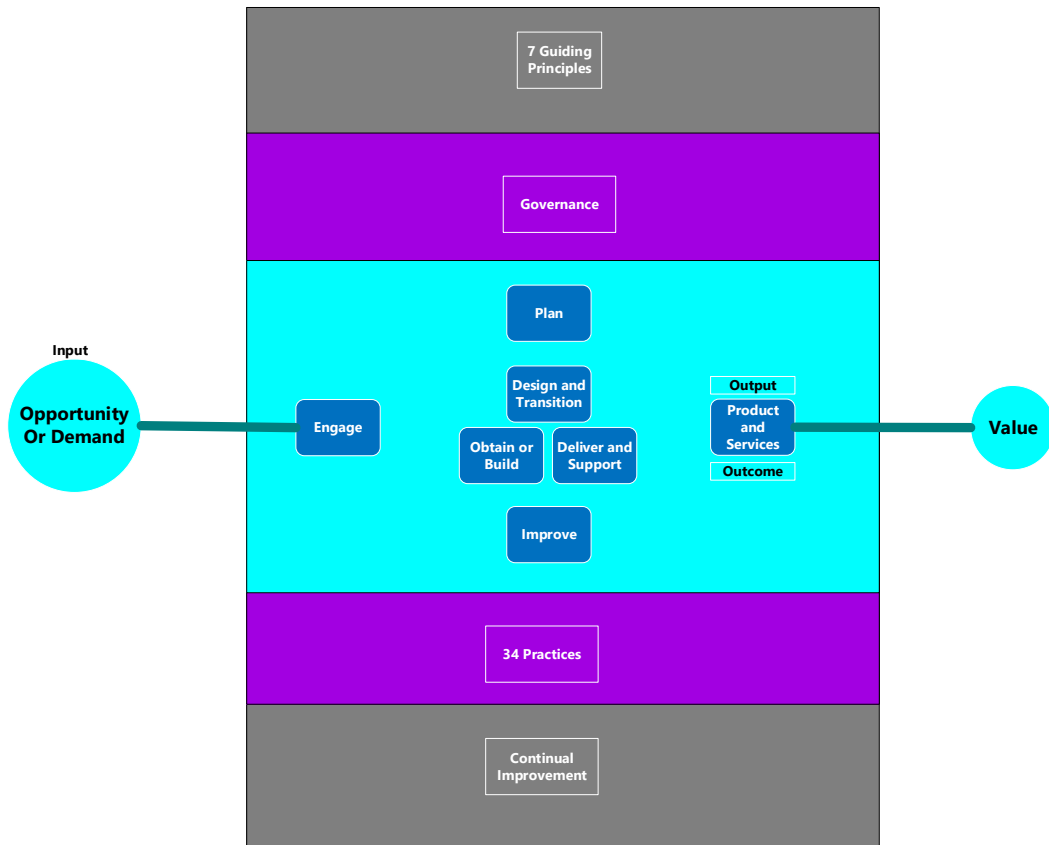 7 Guiding
Principles
Governance
Plan
Input
Opportunity
Or Demand
Engage
Design and
Transition
Obtain or
Build
Deliver and
Support
Improve
Output
Product
and
Services
Outcome
Value
34 Practices
Continual
Improvement